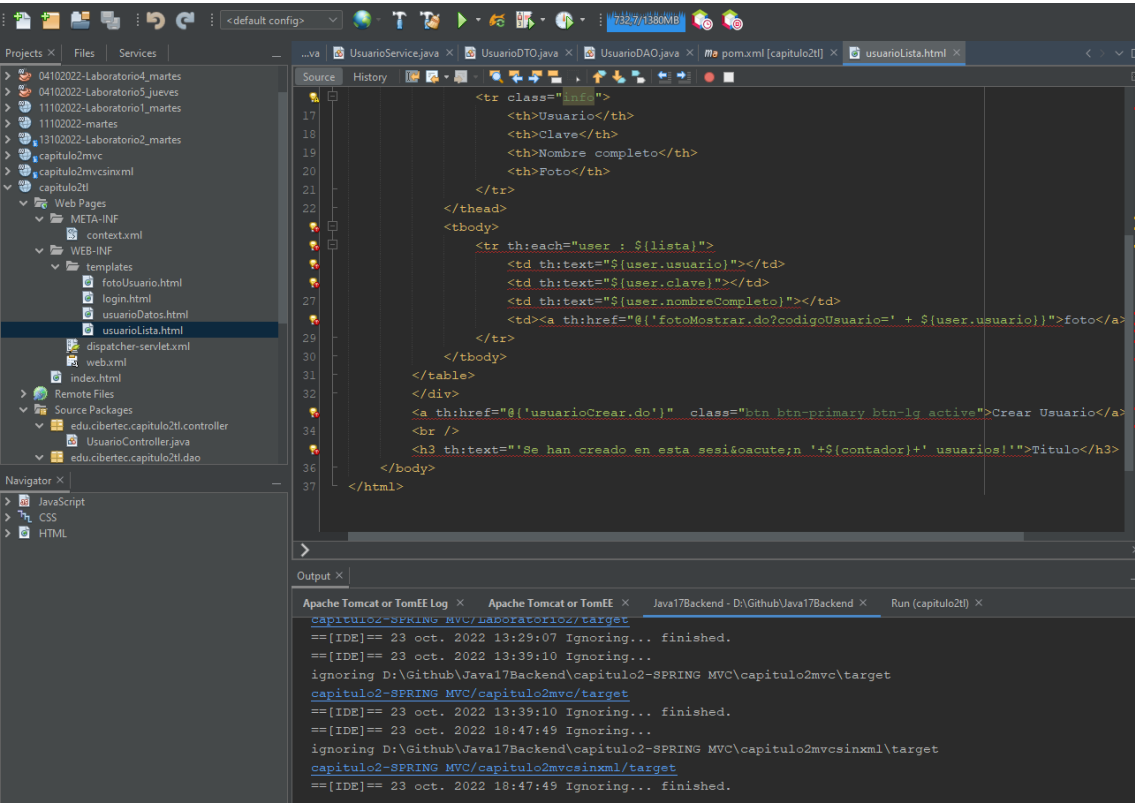 <default config>
732,7/1380MB
Projects × Files Services
...va UsuarioService.java × UsuarioDTO.java × UsuarioDAO.java × pom.xml [capitulo2tl] × usuarioLista.html ×
04102022-Laboratorio4_martes
04102022-Laboratorio5_jueves
11102022-Laboratorio1_martes
11102022-martes
13102022-Laboratorio2_martes
capitulo2mvc
capitulo2mvcsinxml
capitulo2tl
Web Pages
META-INF
context.xml
WEB-INF
templates
fotoUsuario.html
login.html
usuarioDatos.html
usuarioLista.html
dispatcher-servlet.xml
web.xml
index.html
Remote Files
Source Packages
edu.cibertec.capitulo2tl.controller
UsuarioController.java
edu.cibertec.capitulo2tl.dao
Source History
<tr class="info">
17 <th>Usuario</th>
18 <th>Clave</th>
19 <th>Nombre completo</th>
20 <th>Foto</th>
21 </tr>
22 </thead>
<tbody>
<tr th:each="user : ${lista}">
<td th:text="${user.usuario}"></td>
<td th:text="${user.clave}"></td>
27 <td th:text="${user.nombreCompleto}"></td>
<td><a th:href="@{'fotoMostrar.do?codigoUsuario=' + ${user.usuario}}">foto</a>
29 </tr>
30 </tbody>
31 </table>
32 </div>
<a th:href="@{'usuarioCrear.do'}" class="btn btn-primary btn-lg active">Crear Usuario</a>
34 <br />
<h3 th:text="'Se han creado en esta sesi&oacute;n '+${contador}+' usuarios!'">Titulo</h3>
36 </body>
37 </html>
Navigator ×
JavaScript
CSS
HTML
Output ×
Apache Tomcat or TomEE Log × Apache Tomcat or TomEE × Java17Backend - D:\Github\Java17Backend × Run (capitulo2tl) ×
capitulo2-SPRING MVC/Laboratorio2/target
==[IDE]== 23 oct. 2022 13:29:07 Ignoring... finished.
==[IDE]== 23 oct. 2022 13:39:10 Ignoring...
ignoring D:\Github\Java17Backend\capitulo2-SPRING MVC\capitulo2mvc\target
capitulo2-SPRING MVC/capitulo2mvc/target
==[IDE]== 23 oct. 2022 13:39:10 Ignoring... finished.
==[IDE]== 23 oct. 2022 18:47:49 Ignoring...
ignoring D:\Github\Java17Backend\capitulo2-SPRING MVC\capitulo2mvcsinxml\target
capitulo2-SPRING MVC/capitulo2mvcsinxml/target
==[IDE]== 23 oct. 2022 18:47:49 Ignoring... finished.